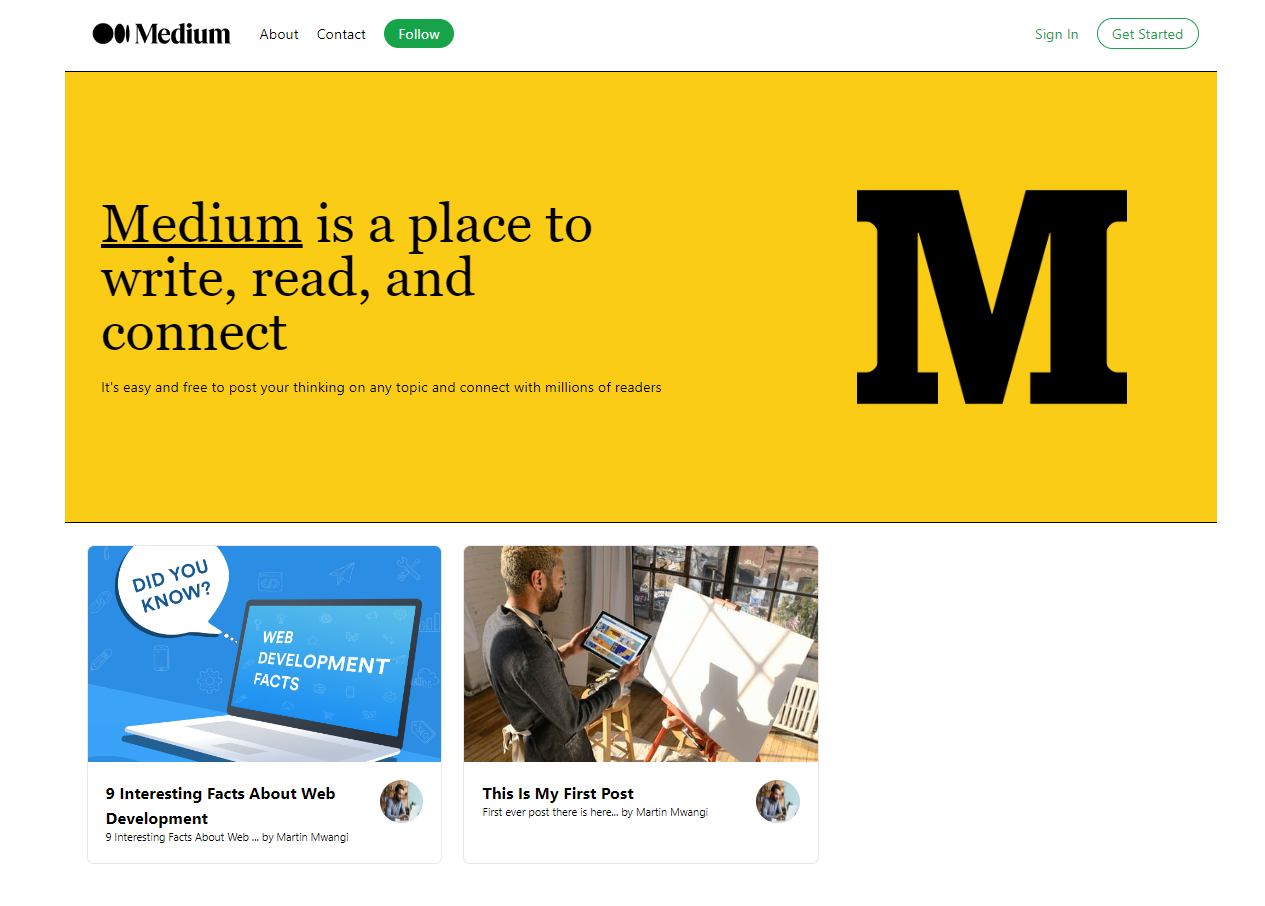 Medium About Contact Follow Sign In Get Started
Medium is a place to
write, read, and
connect
M
It's easy and free to post your thinking on any topic and connect with millions of readers
DID YOU
KNOW?
WEB
DEVELOPMENT
FACTS
9 Interesting Facts About Web
Development
9 Interesting Facts About Web ... by Martin Mwangi
This Is My First Post
First ever post there is here... by Martin Mwangi